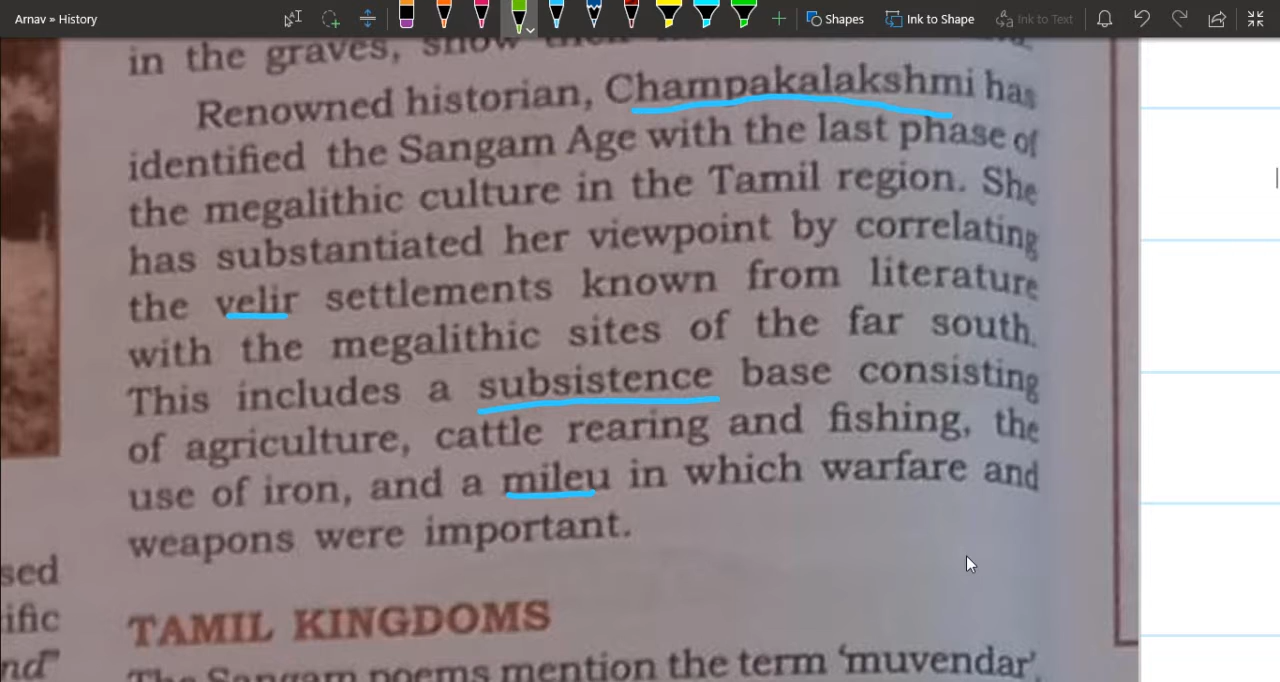 Arnav » History
Shapes
Ink to Shape
Ink to Text
in the graves, show their
Renowned historian, Champakalakshmi has
identified the Sangam Age with the last phase of
the megalithic culture in the Tamil region. She
has substantiated her viewpoint by correlating
the velir settlements known from literature
with the megalithic sites of the far south.
This includes a subsistence base consisting
of agriculture, cattle rearing and fishing, the
use of iron, and a mileu in which warfare and
weapons were important.
sed
ific
nd"
TAMIL KINGDOMS
The Sangam poems mention the term 'muvendar',